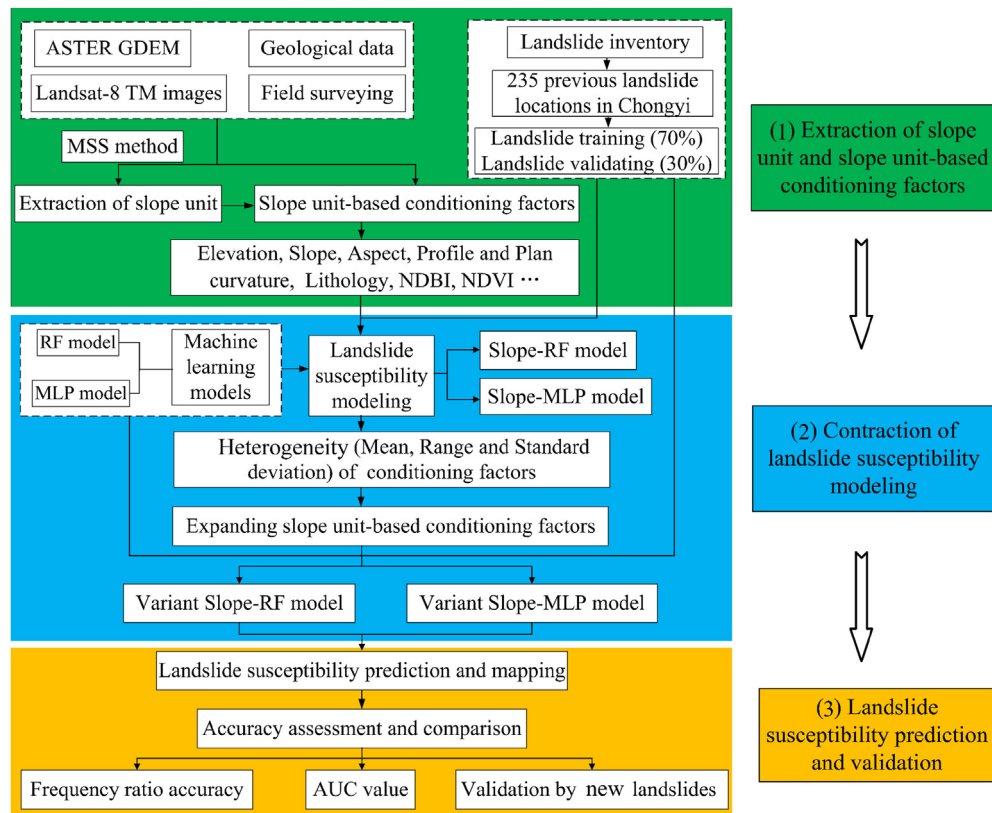 ASTER GDEM
Geological data
Landsat-8 TM images
Field surveying
MSS method
Extraction of slope unit
Slope unit-based conditioning factors
Elevation, Slope, Aspect, Profile and Plan
curvature, Lithology, NDBI, NDVI ···
Landslide inventory
235 previous landslide
locations in Chongyi
Landslide training (70%)
Landslide validating (30%)
(1) Extraction of slope
unit and slope unit-based
conditioning factors
RF model
MLP model
Machine
learning
models
Landslide
susceptibility
modeling
Slope-RF model
Slope-MLP model
Heterogeneity (Mean, Range and Standard
deviation) of conditioning factors
Expanding slope unit-based conditioning factors
Variant Slope-RF model
Variant Slope-MLP model
(2) Contraction of
landslide susceptibility
modeling
Landslide susceptibility prediction and mapping
Accuracy assessment and comparison
Frequency ratio accuracy
AUC value
Validation by new landslides
(3) Landslide
susceptibility prediction
and validation